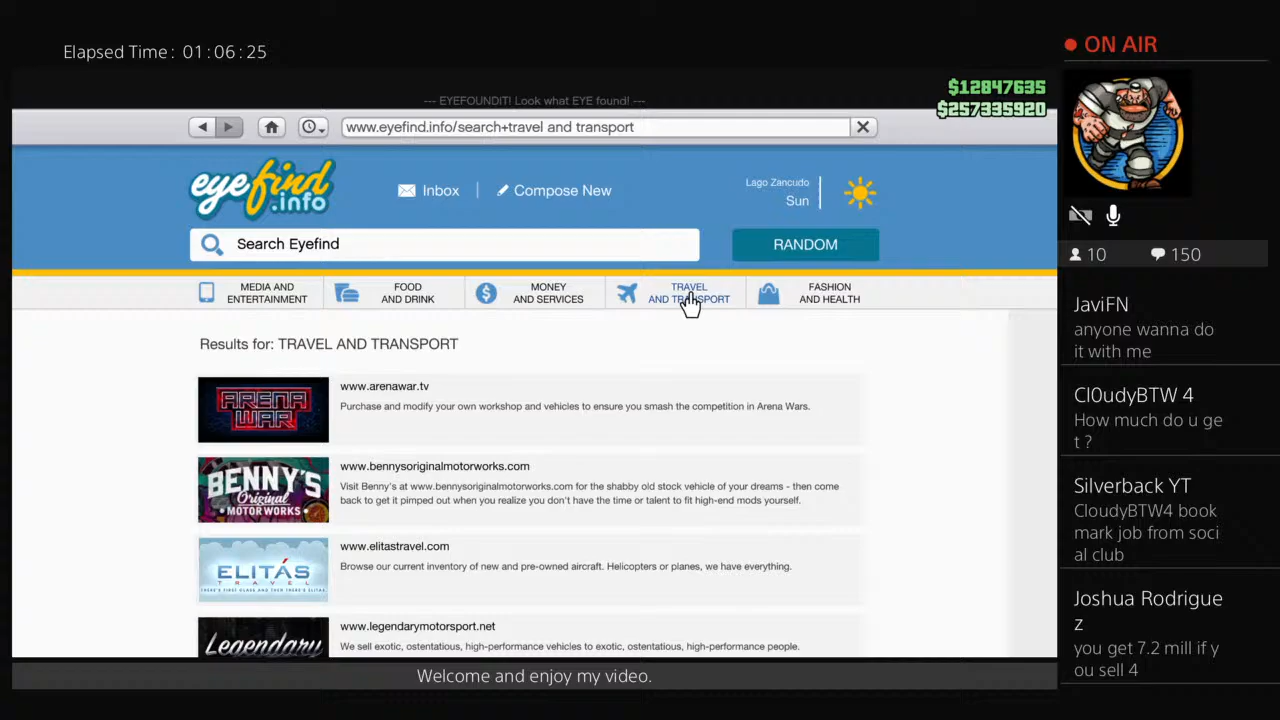 Elapsed Time: 01:06:25
ON AIR
--- EYEFOUNDIT! Look what EYE found! ---
$12847635
$257335920
www.eyefind.info/search+travel and transport
eyefind
.info
Inbox
Compose New
Lago Zancudo
Sun
Search Eyefind
RANDOM
MEDIA AND
ENTERTAINMENT
FOOD
AND DRINK
MONEY
AND SERVICES
TRAVEL
AND TRANSPORT
FASHION
AND HEALTH
Results for: TRAVEL AND TRANSPORT
ARENA
WAR
www.arenawar.tv
Purchase and modify your own workshop and vehicles to ensure you smash the competition in Arena Wars.
BENNY'S
Original
MOTOR WORKS
www.bennysoriginalmotorworks.com
Visit Benny's at www.bennysoriginalmotorworks.com for the shabby old stock vehicle of your dreams - then come
back to get it pimped out when you realize you don't have the time or talent to fit high-end mods yourself.
ELITÁS
TRAVEL
THERE'S FIRST CLASS AND THEN THERE'S ELITÁS.
www.elitastravel.com
Browse our current inventory of new and pre-owned aircraft. Helicopters or planes, we have everything.
Legendary
www.legendarymotorsport.net
We sell exotic, ostentatious, high-performance vehicles to exotic, ostentatious, high-performance people.
Welcome and enjoy my video.
10
150
JaviFN
anyone wanna do
it with me
Cl0udyBTW 4
How much do u ge
t ?
Silverback YT
CloudyBTW4 book
mark job from soci
al club
Joshua Rodrigue
z
you get 7.2 mill if y
ou sell 4